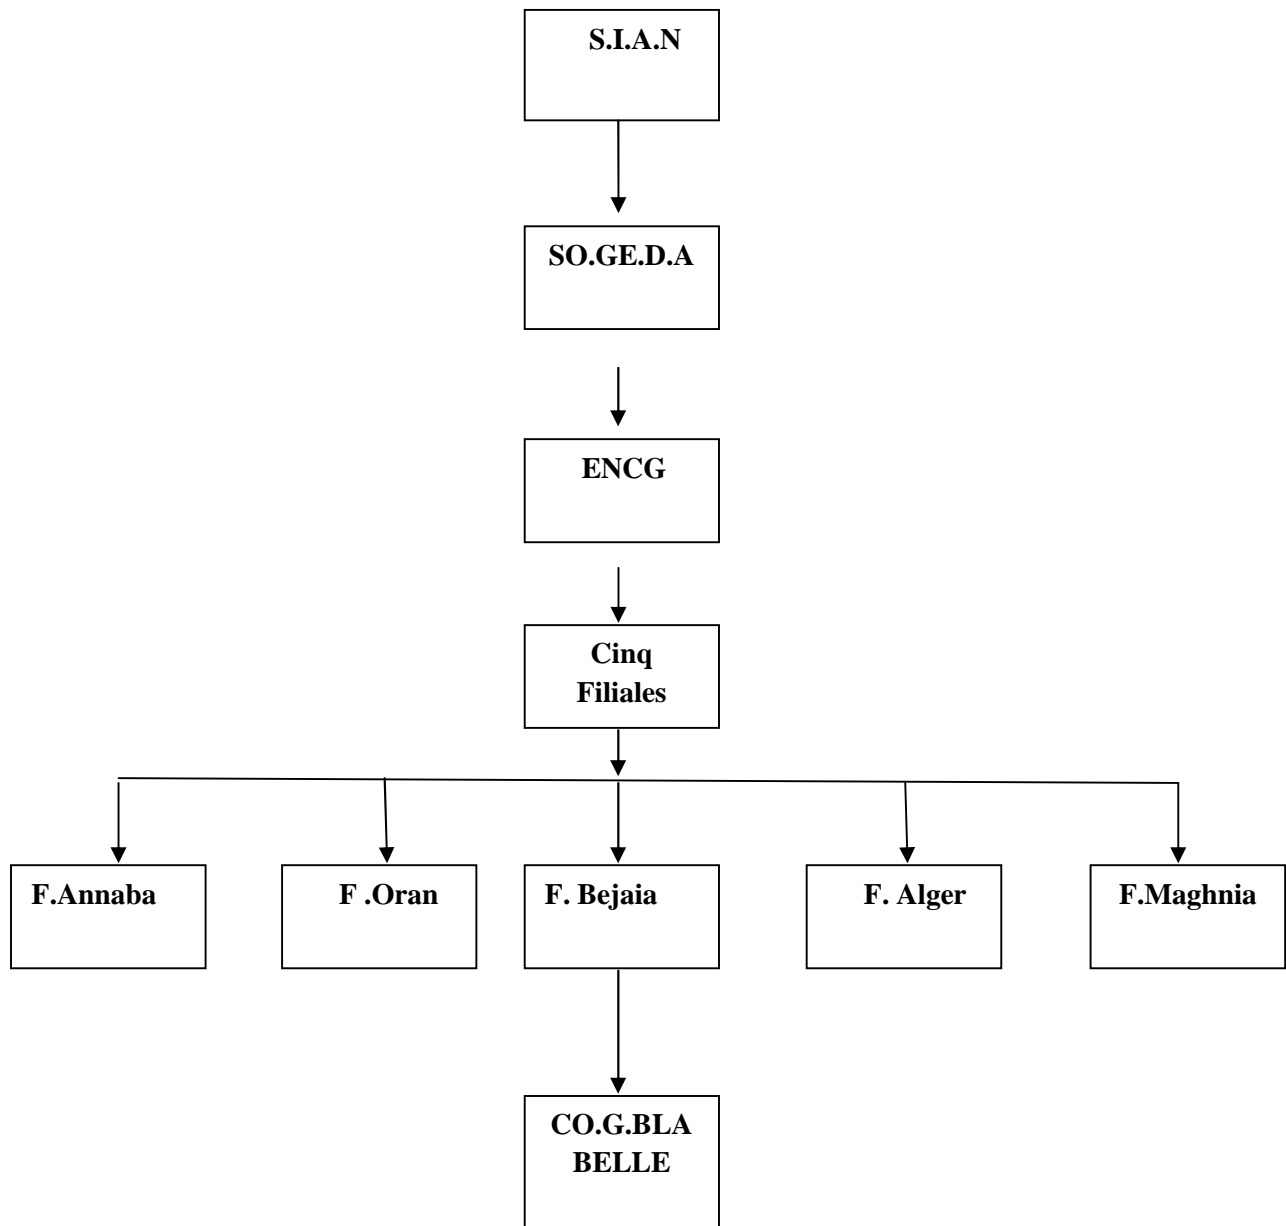 S.I.A.N
SO.GE.D.A
ENCG
Cinq
Filiales
F.Annaba
F .Oran
F. Bejaia
F. Alger
F.Maghnia
CO.G.BLA
BELLE